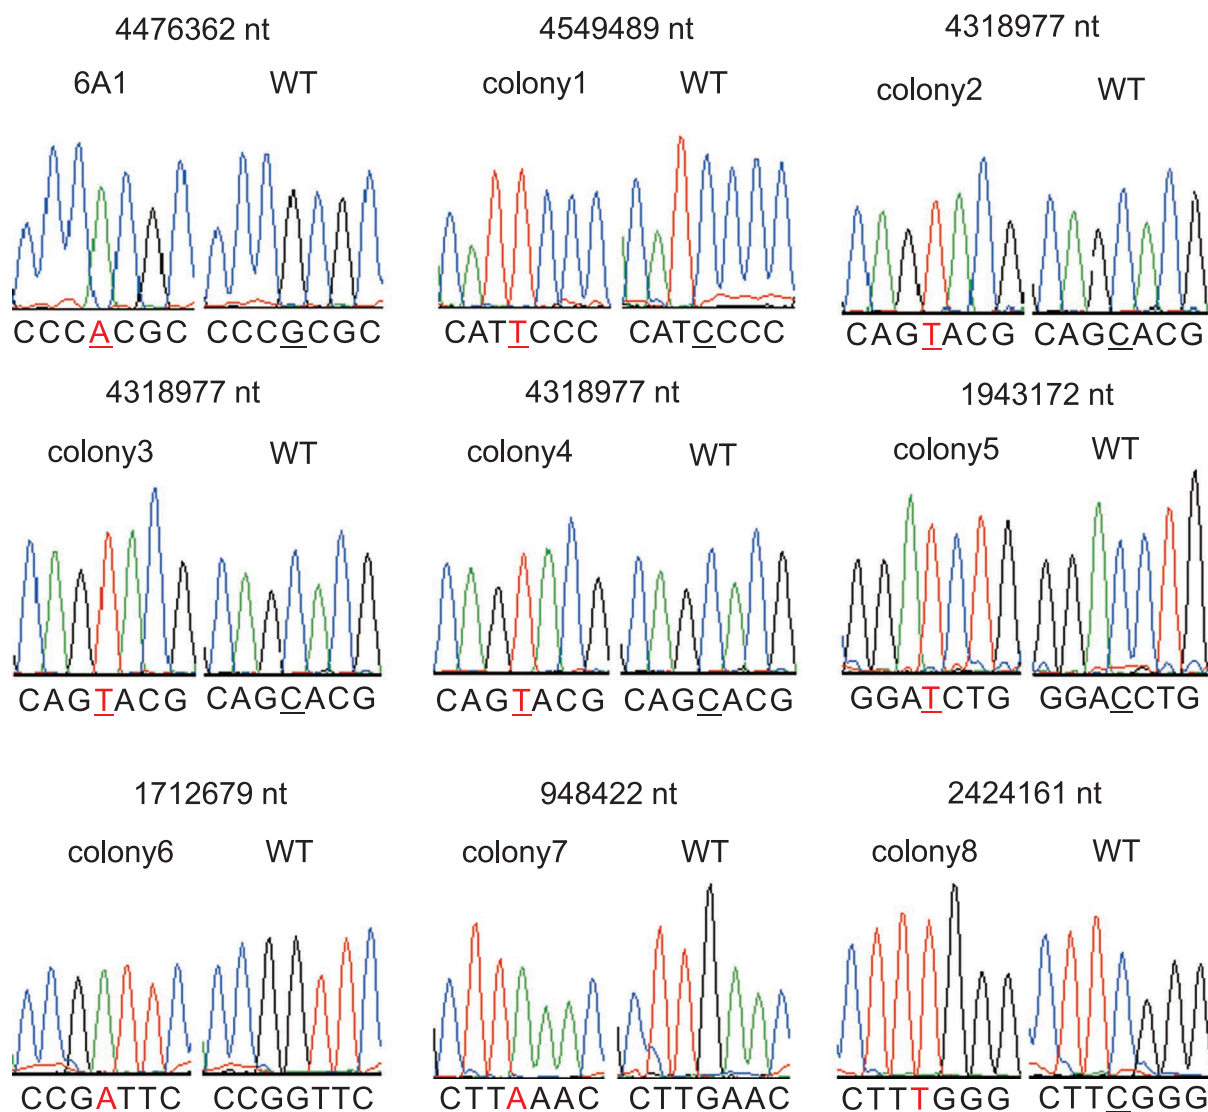 4476362 nt 4549489 nt 4318977 nt
6A1 WT colony1 WT colony2 WT
CCCACGC CCCGCGC CATTCCC CATCCCC CAGTACG CAGCACG
4318977 nt 4318977 nt 1943172 nt
colony3 WT colony4 WT colony5 WT
CAGTACG CAGCACG CAGTACG CAGCACG GGATCTG GGACCTG
1712679 nt 948422 nt 2424161 nt
colony6 WT colony7 WT colony8 WT
CCGATTC CCGGTTC CTTAAAC CTTGAAC CTTTGGG CTTCGGG